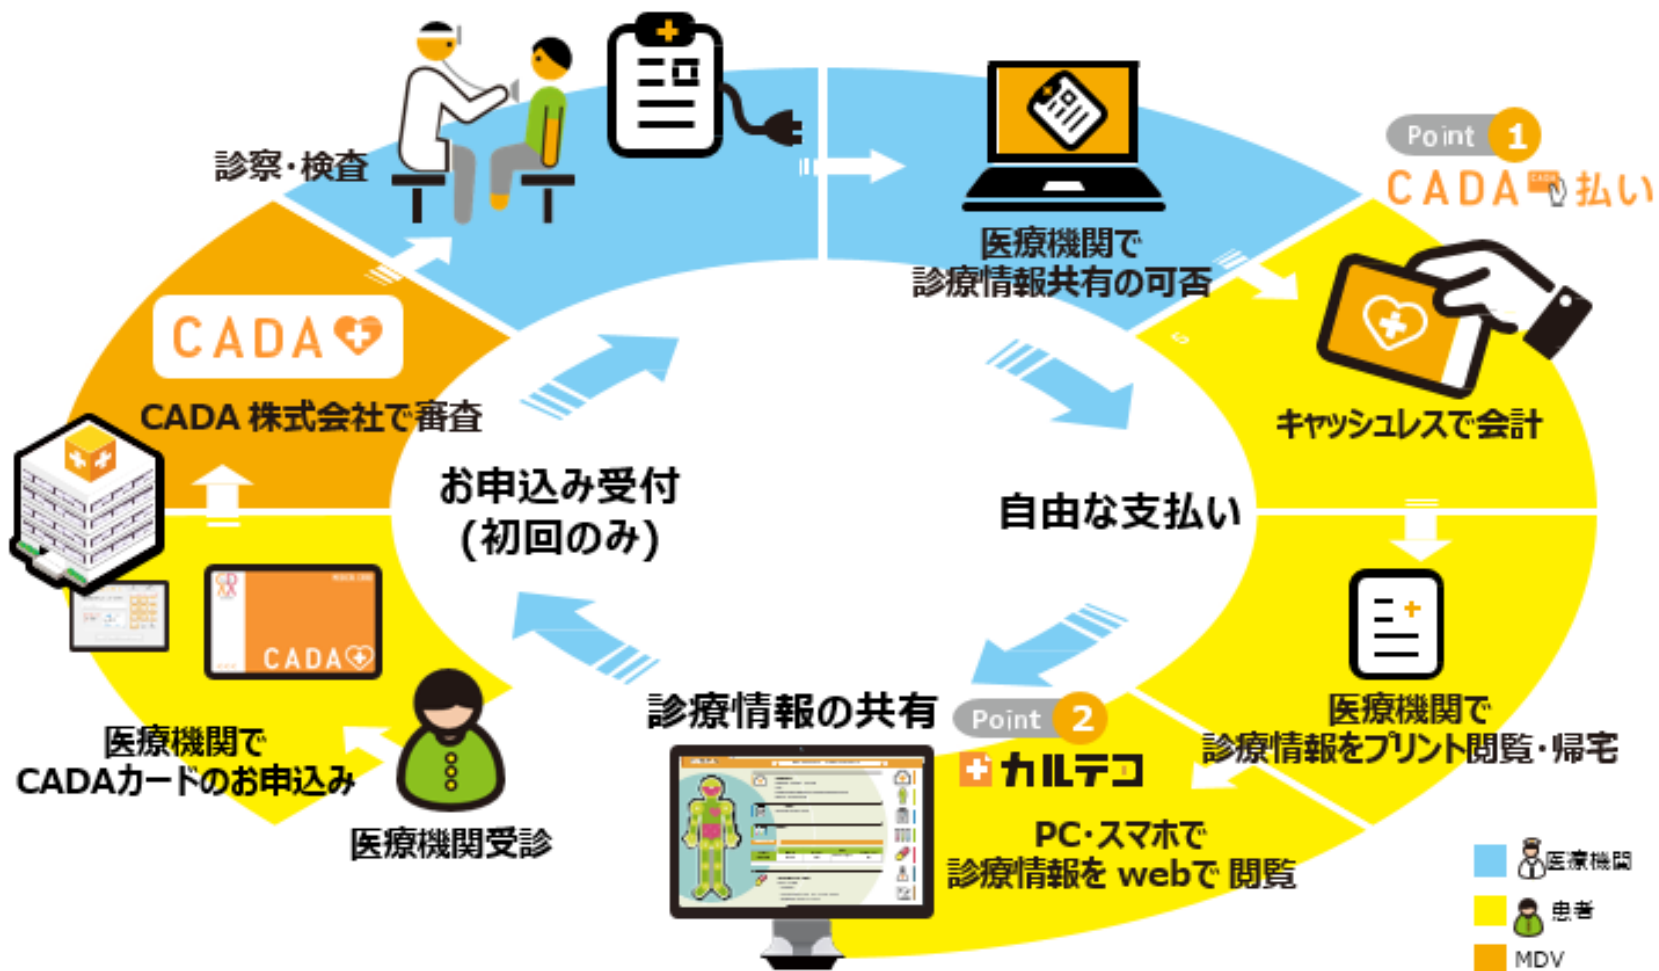 診察・検査
医療機関で
診療情報共有の可否
Point 1
CADA払い
キャッシュレスで会計
CADA
CADA 株式会社で審査
お申込み受付
(初回のみ)
自由な支払い
CADA
医療機関で
CADAカードのお申込み
医療機関受診
診療情報の共有
Point 2
カルテコ
PC・スマホで
診療情報を webで 閲覧
医療機関で
診療情報をプリント閲覧・帰宅
医療機関
患者
MDV